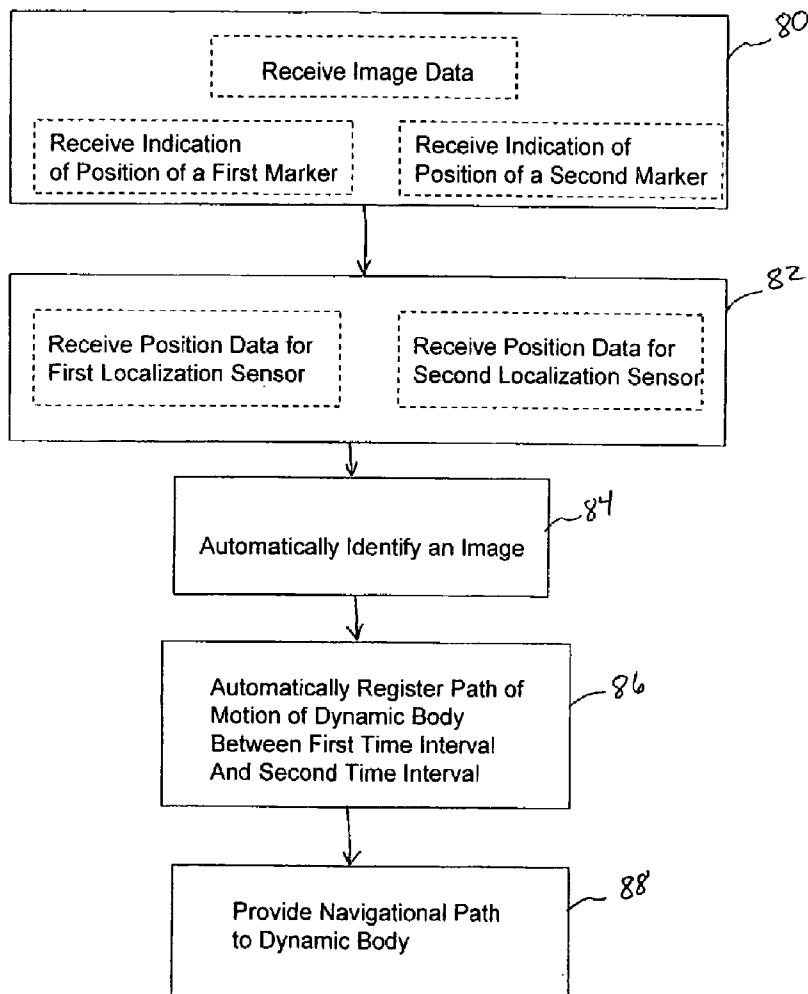 80
Receive Image Data
Receive Indication
of Position of a First Marker
Receive Indication of
Position of a Second Marker
82
Receive Position Data for
First Localization Sensor
Receive Position Data for
Second Localization Sensor
84
Automatically Identify an Image
86
Automatically Register Path of
Motion of Dynamic Body
Between First Time Interval
And Second Time Interval
88
Provide Navigational Path
to Dynamic Body